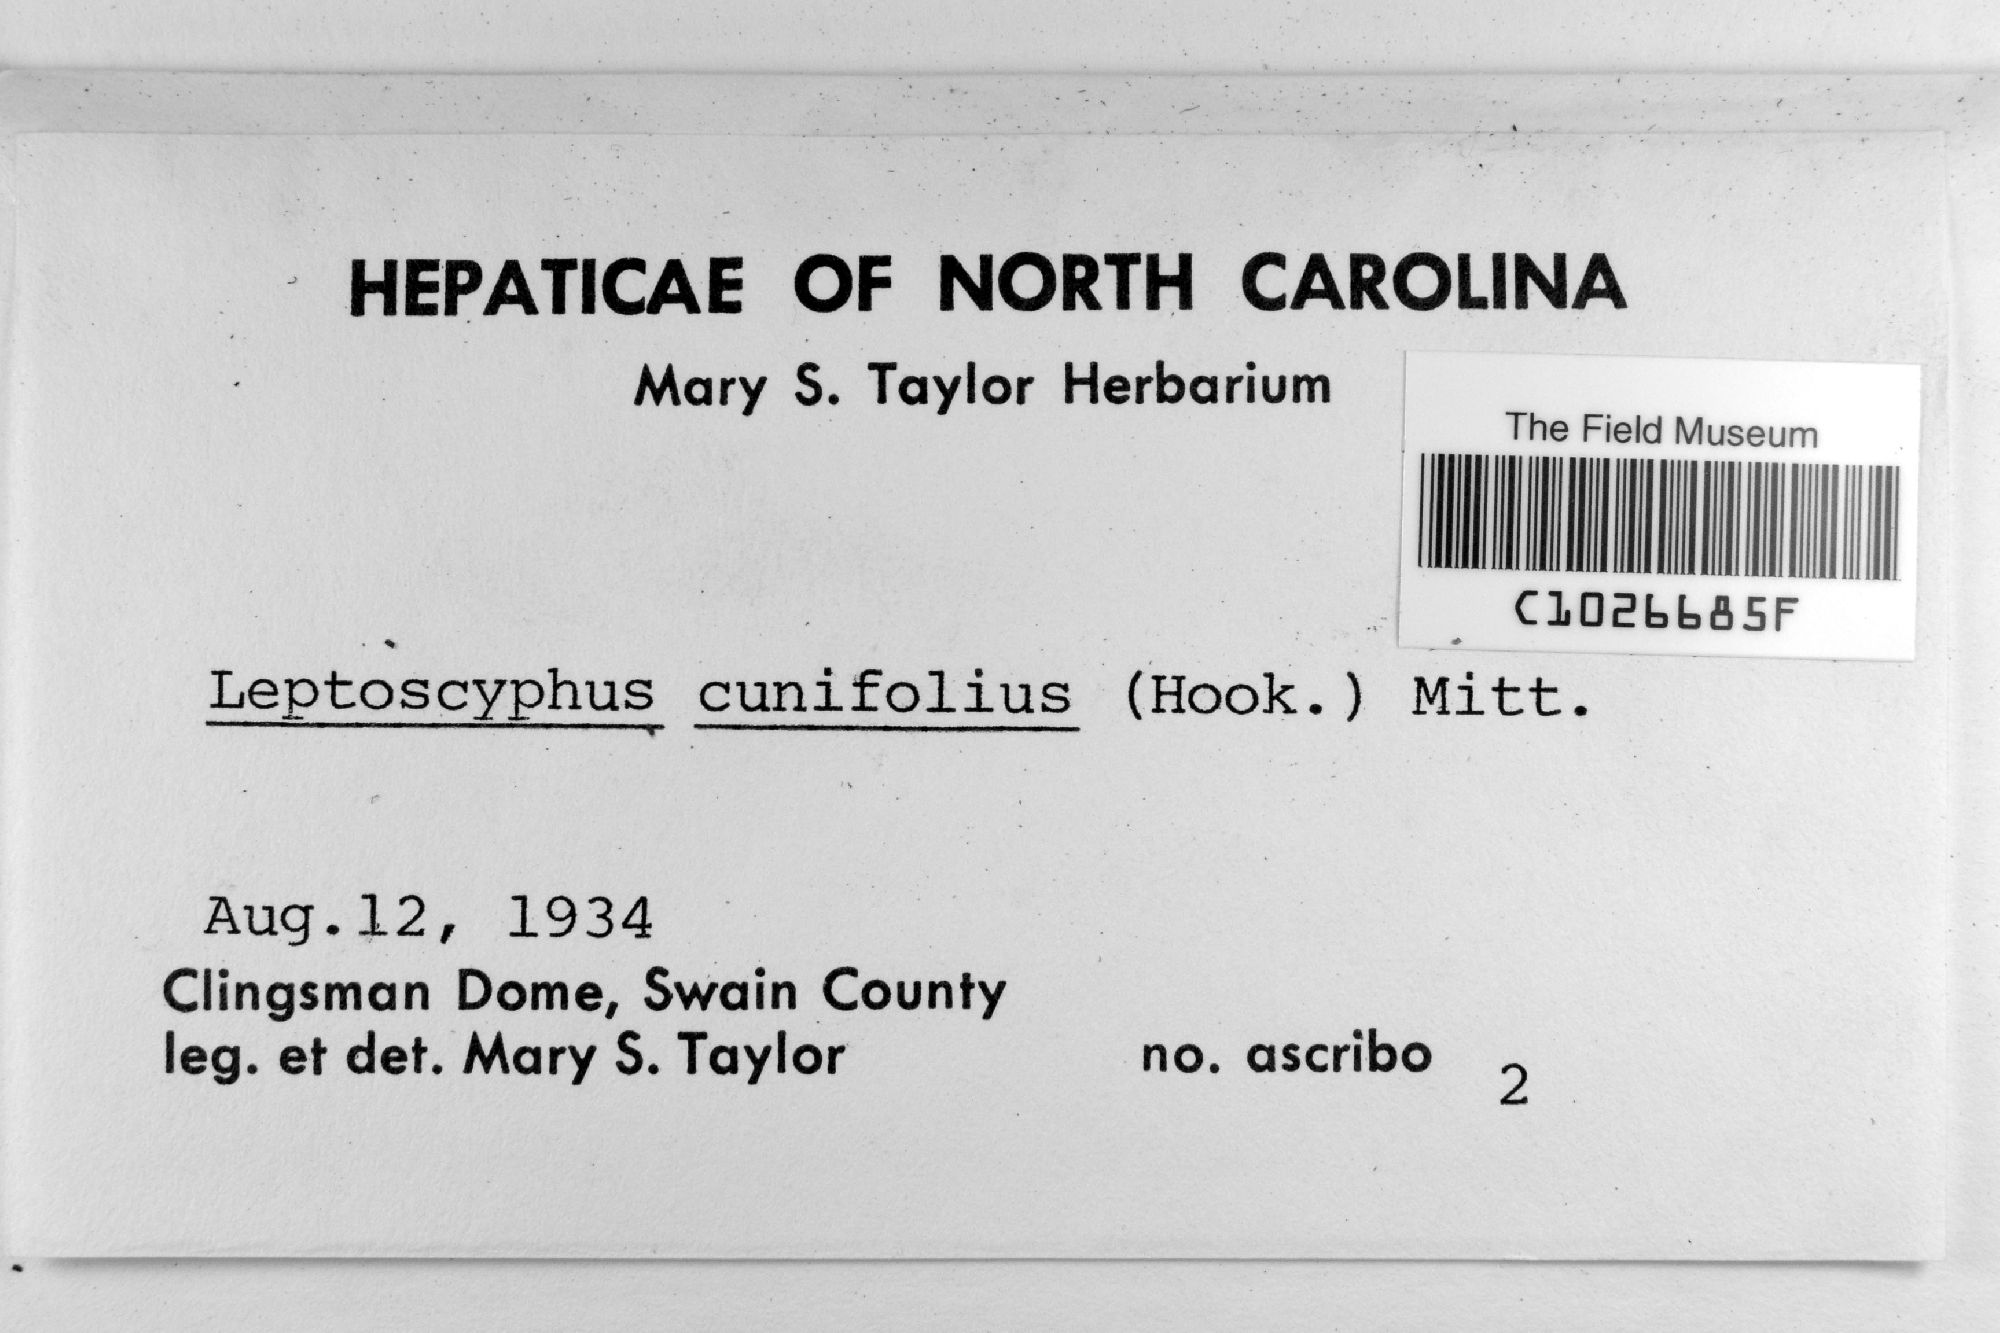 HEPATICAE OF NORTH CAROLINA
Mary S. Taylor Herbarium
The Field Museum
C1026685F
Leptoscyphus cunifolius (Hook.) Mitt.
Aug.12, 1934
Clingsman Dome, Swain County
leg. et det. Mary S. Taylor no. ascribo 2